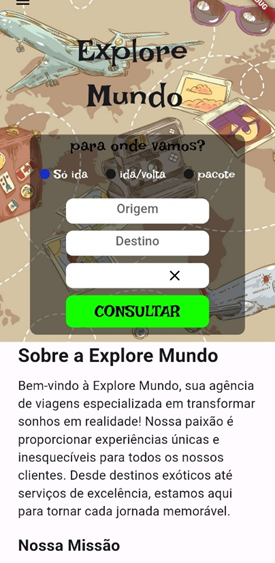 Explore
Mundo
para onde vamos?
Só ida
ida/volta
pacote
Origem
Destino
CONSULTAR
Sobre a Explore Mundo
Bem-vindo à Explore Mundo, sua agência
de viagens especializada em transformar
sonhos em realidade! Nossa paixão é
proporcionar experiências únicas e
inesquecíveis para todos os nossos
clientes. Desde destinos exóticos até
serviços de excelência, estamos aqui
para tornar cada jornada memorável.
Nossa Missão